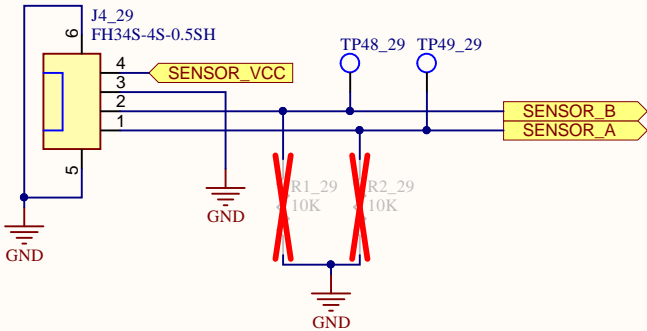 J4_29
FH34S-4S-0.5SH
6
TP48_29 TP49_29
4 SENSOR_VCC
3
2 SENSOR_B
1 SENSOR_A
5
R1_29 R2_29
10K 10K
GND
GND
GND